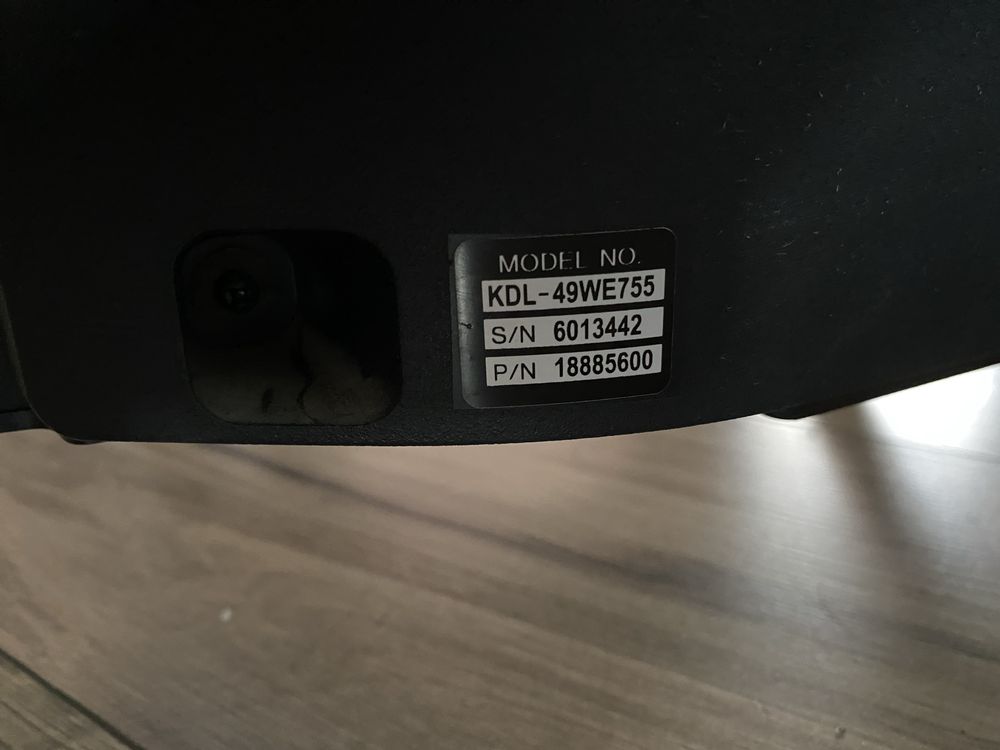 MODEL NO.
KDL-49WE755
S/N 6013442
P/N 18885600